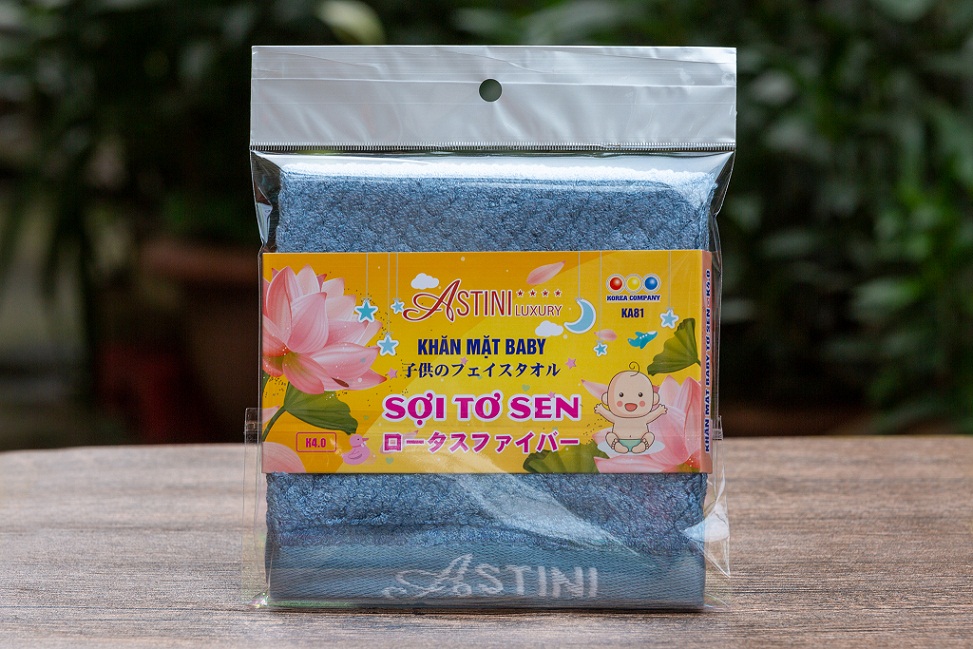 ASTINI
LUXURY
KOREA COMPANY
KA81
KHĂN MẶT BABY
子供のフェイスタオル
SỢI TƠ SEN
ロータスファイバー
K4.0
KHĂN MẶT BABY TƠ SEN - K4.0
ASTINI